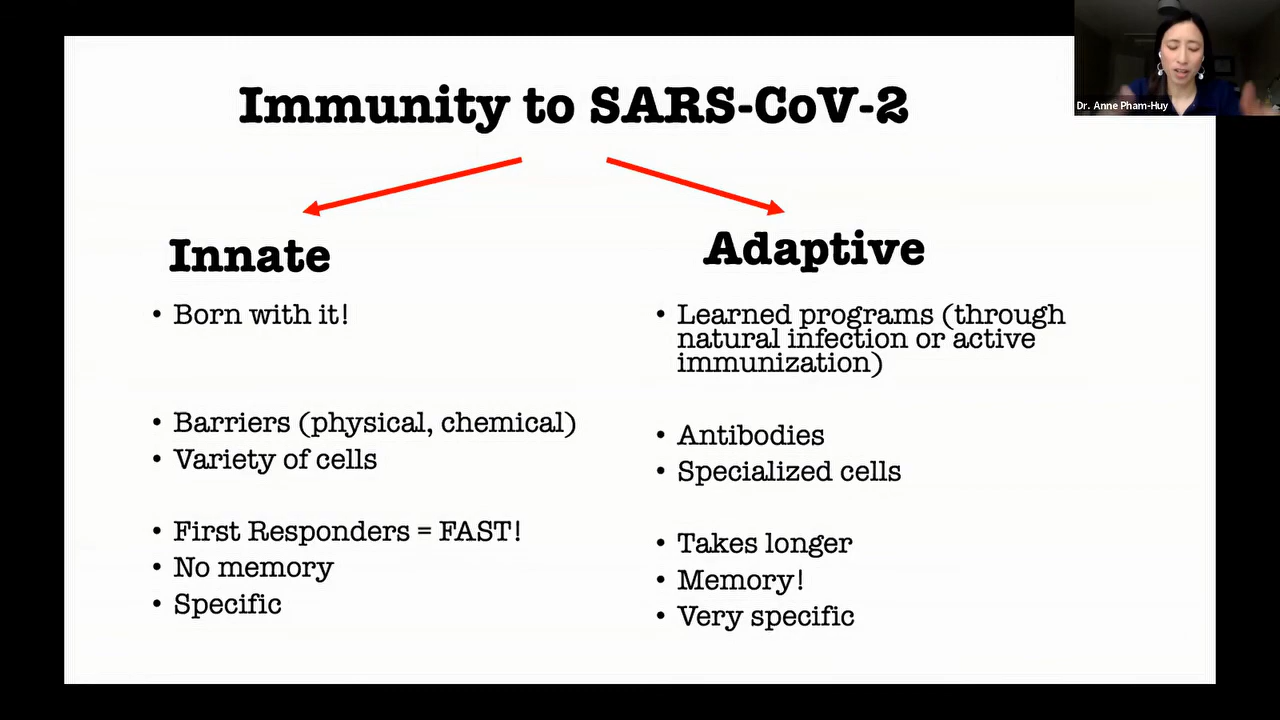 Immunity to SARS-CoV-2
Dr. Anne Pham-Huy
Innate
• Born with it!
• Barriers (physical, chemical)
• Variety of cells
• First Responders = FAST!
• No memory
• Specific
Adaptive
• Learned programs (through
natural infection or active
immunization)
• Antibodies
• Specialized cells
• Takes longer
• Memory!
• Very specific